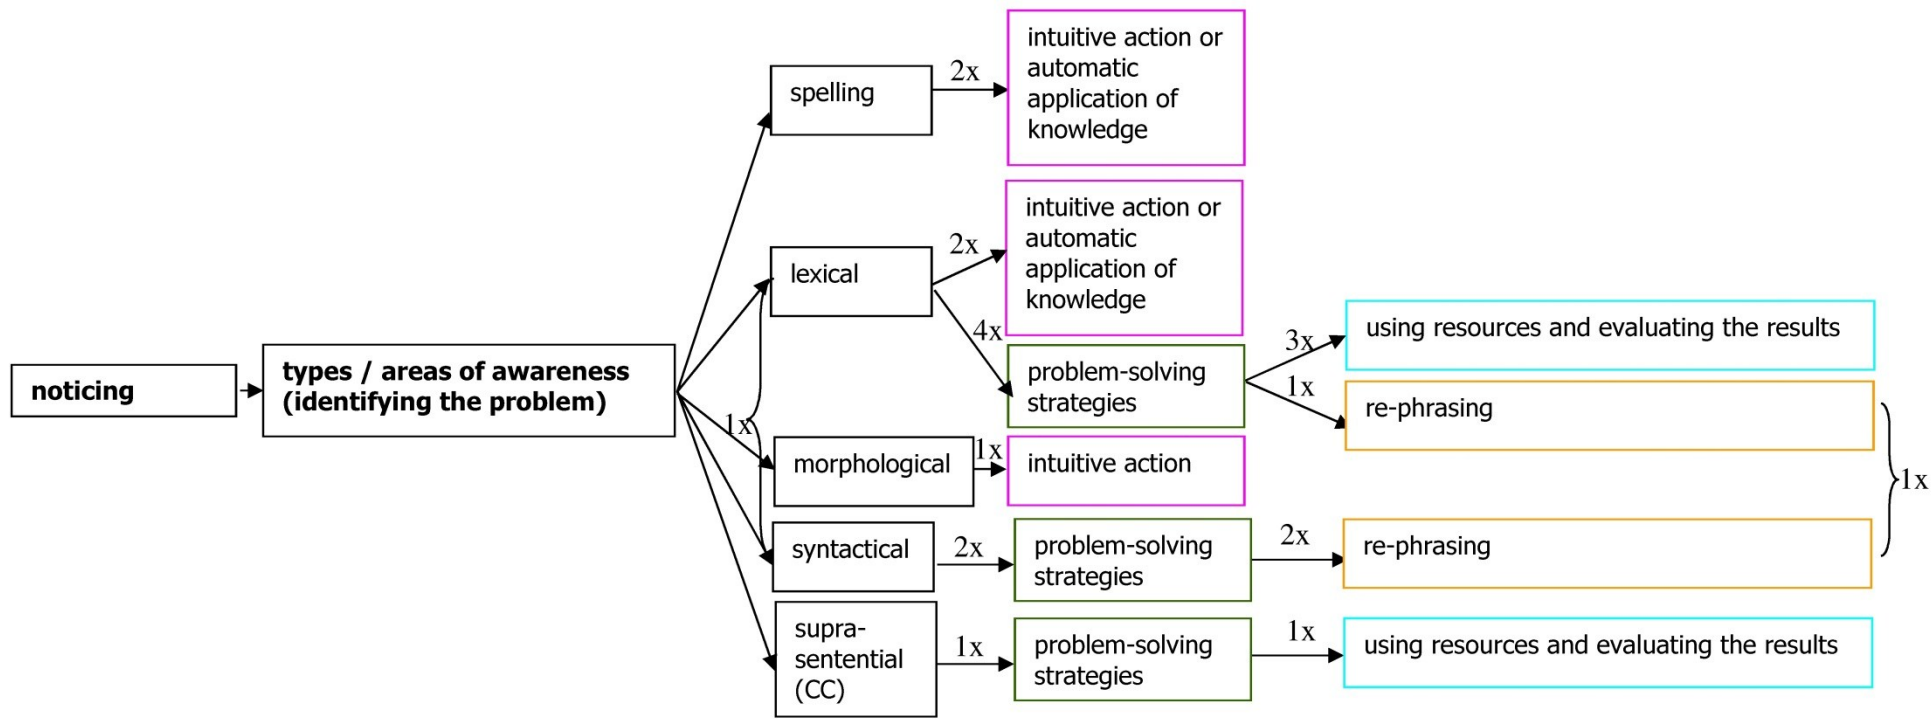 noticing
types / areas of awareness
(identifying the problem)
1x
spelling
2x
intuitive action or
automatic
application of
knowledge
lexical
2x
intuitive action or
automatic
application of
knowledge
4x
problem-solving
strategies
3x
using resources and evaluating the results
1x
re-phrasing
morphological
1x
intuitive action
syntactical
2x
problem-solving
strategies
2x
re-phrasing
1x
supra-
sentential
(CC)
1x
problem-solving
strategies
1x
using resources and evaluating the results